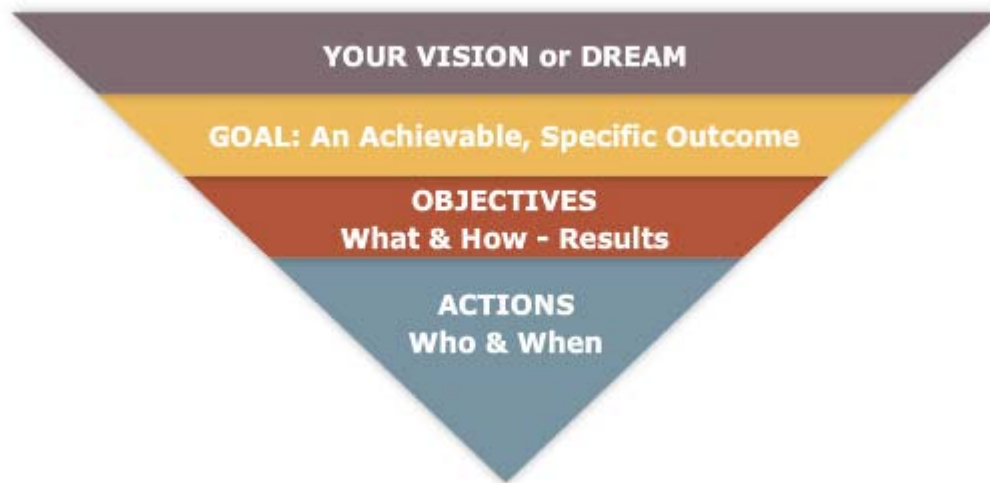 YOUR VISION or DREAM
GOAL: An Achievable, Specific Outcome
OBJECTIVES
What & How - Results
ACTIONS
Who & When